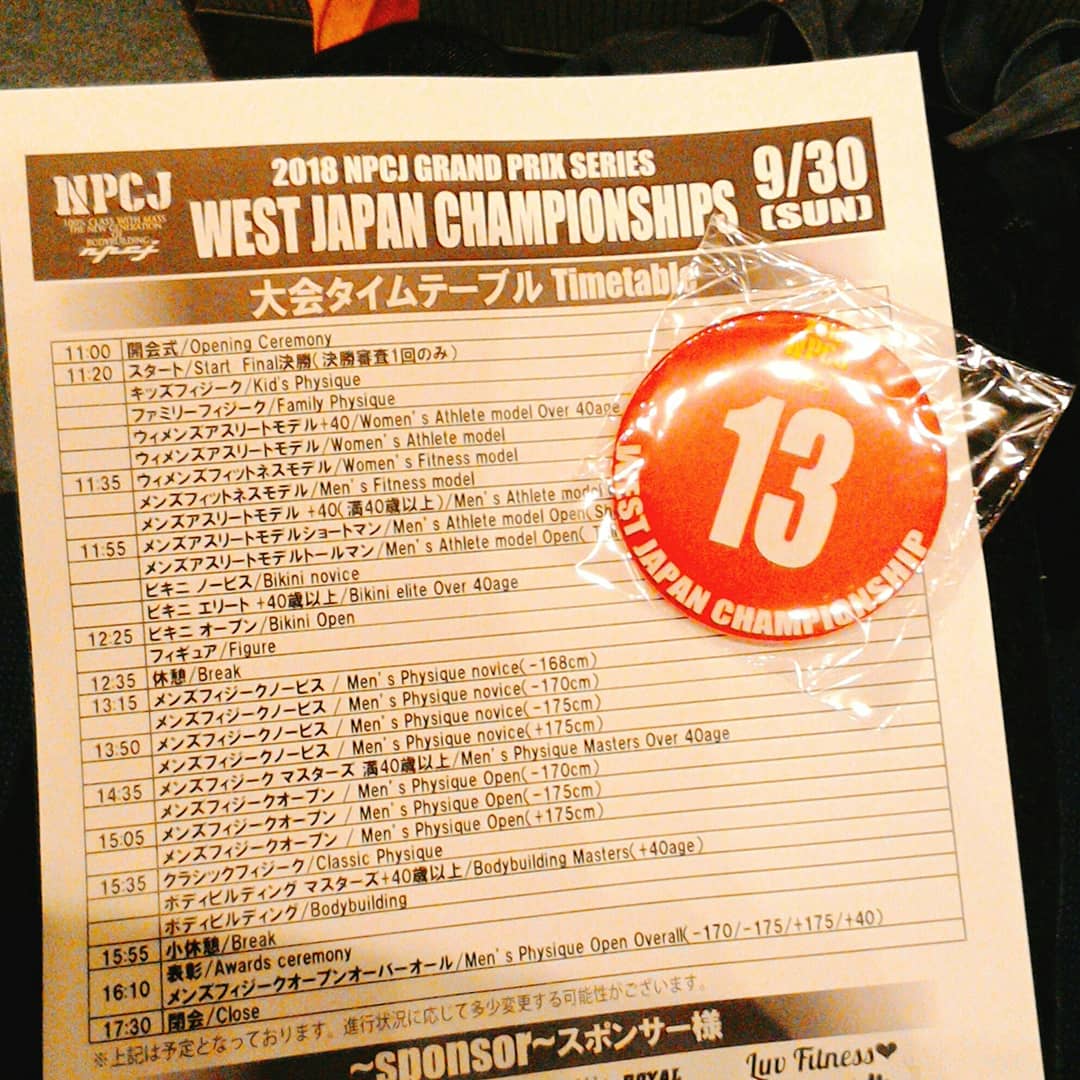 NPCJ
100% CLASS WITH MASS
THE NEW GENERATION
OF
BODYBUILDING
npcj
2018 NPCJ GRAND PRIX SERIES
WEST JAPAN CHAMPIONSHIPS
9/30
(SUN)
大会タイムテーブル Timetable
11:00 開会式/Opening Ceremony
11:20 スタート/Start Final決勝(決勝審査1回のみ)
キッズフィジーク/Kid's Physique
ファミリーフィジーク/Family Physique
ウィメンズアスリートモデル+40/Women's Athlete model Over 40age
ウィメンズアスリートモデル/Women's Athlete model
11:35 ウィメンズフィットネスモデル/Women's Fitness model
メンズフィットネスモデル/Men's Fitness model
メンズアスリートモデル +40(満40歳以上)/Men's Athlete model
11:55 メンズアスリートモデルショートマン/Men's Athlete model Open(Sh
メンズアスリートモデルトールマン/Men's Athlete model Open(
ビキニ ノービス/Bikini novice
ビキニ エリート +40歳以上/Bikini elite Over 40age
12:25 ビキニ オープン/Bikini Open
フィギュア/Figure
12:35 休憩/Break
13:15 メンズフィジークノービス / Men's Physique novice(-168cm)
メンズフィジークノービス / Men's Physique novice(-170cm)
13:50 メンズフィジークノービス / Men's Physique novice(-175cm)
メンズフィジークノービス / Men's Physique novice(+175cm)
14:35 メンズフィジーク マスターズ 満40歳以上/Men's Physique Masters Over 40age
メンズフィジークオープン / Men's Physique Open(-170cm)
15:05 メンズフィジークオープン / Men's Physique Open(-175cm)
メンズフィジークオープン / Men's Physique Open(+175cm)
15:35 クラシックフィジーク/Classic Physique
ボディビルディング マスターズ+40歳以上/Bodybuilding Masters(+40age)
ボディビルディング/Bodybuilding
15:55 小休憩/Break
表彰/Awards ceremony
16:10 メンズフィジークオープンオーバーオール/Men's Physique Open Overall(-170/-175/+175/+40)
17:30 閉会/Close
※上記は予定となっております。進行状況に応じて多少変更する可能性がございます。
~sponsor~スポンサー様
ROYAL
Luv Fitness❤
NPCJ
13
WEST JAPAN CHAMPIONSHIP